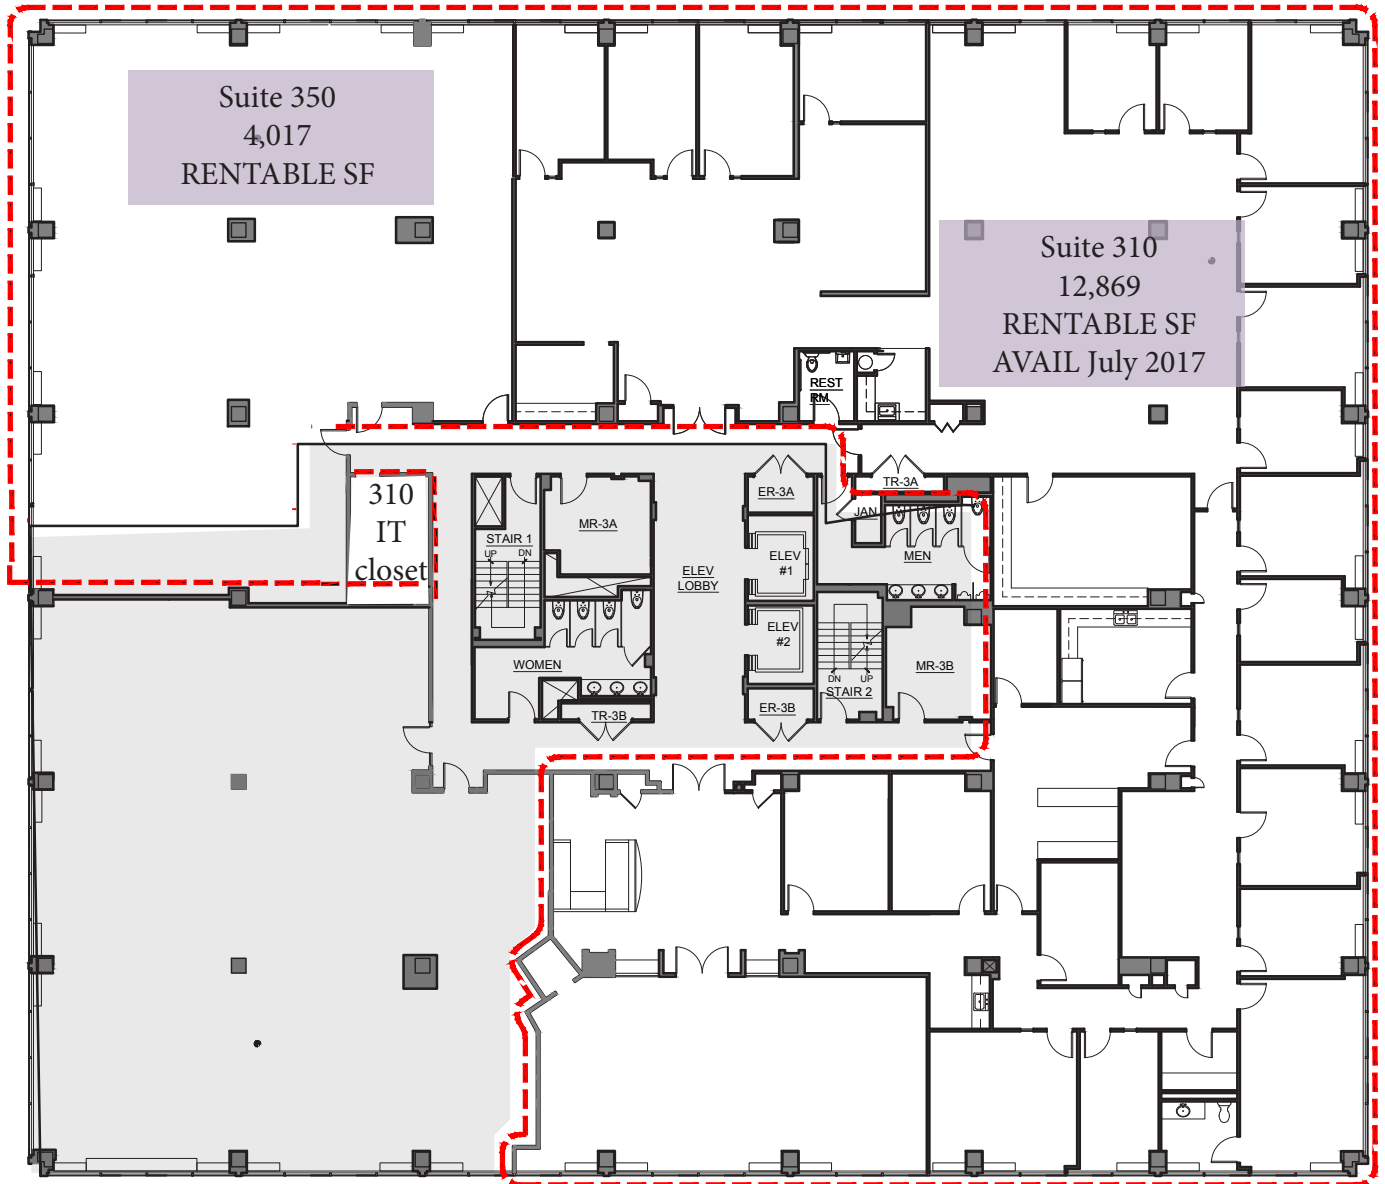 Suite 350
4,017
RENTABLE SF
Suite 310
12,869
RENTABLE SF
AVAIL July 2017
REST
RM
310
IT
closet
STAIR 1
UP
DN
MR-3A
ER-3A
TR-3A
JAN
MEN
ELEV
LOBBY
ELEV
#1
ELEV
#2
WOMEN
TR-3B
ER-3B
DN
UP
STAIR 2
MR-3B